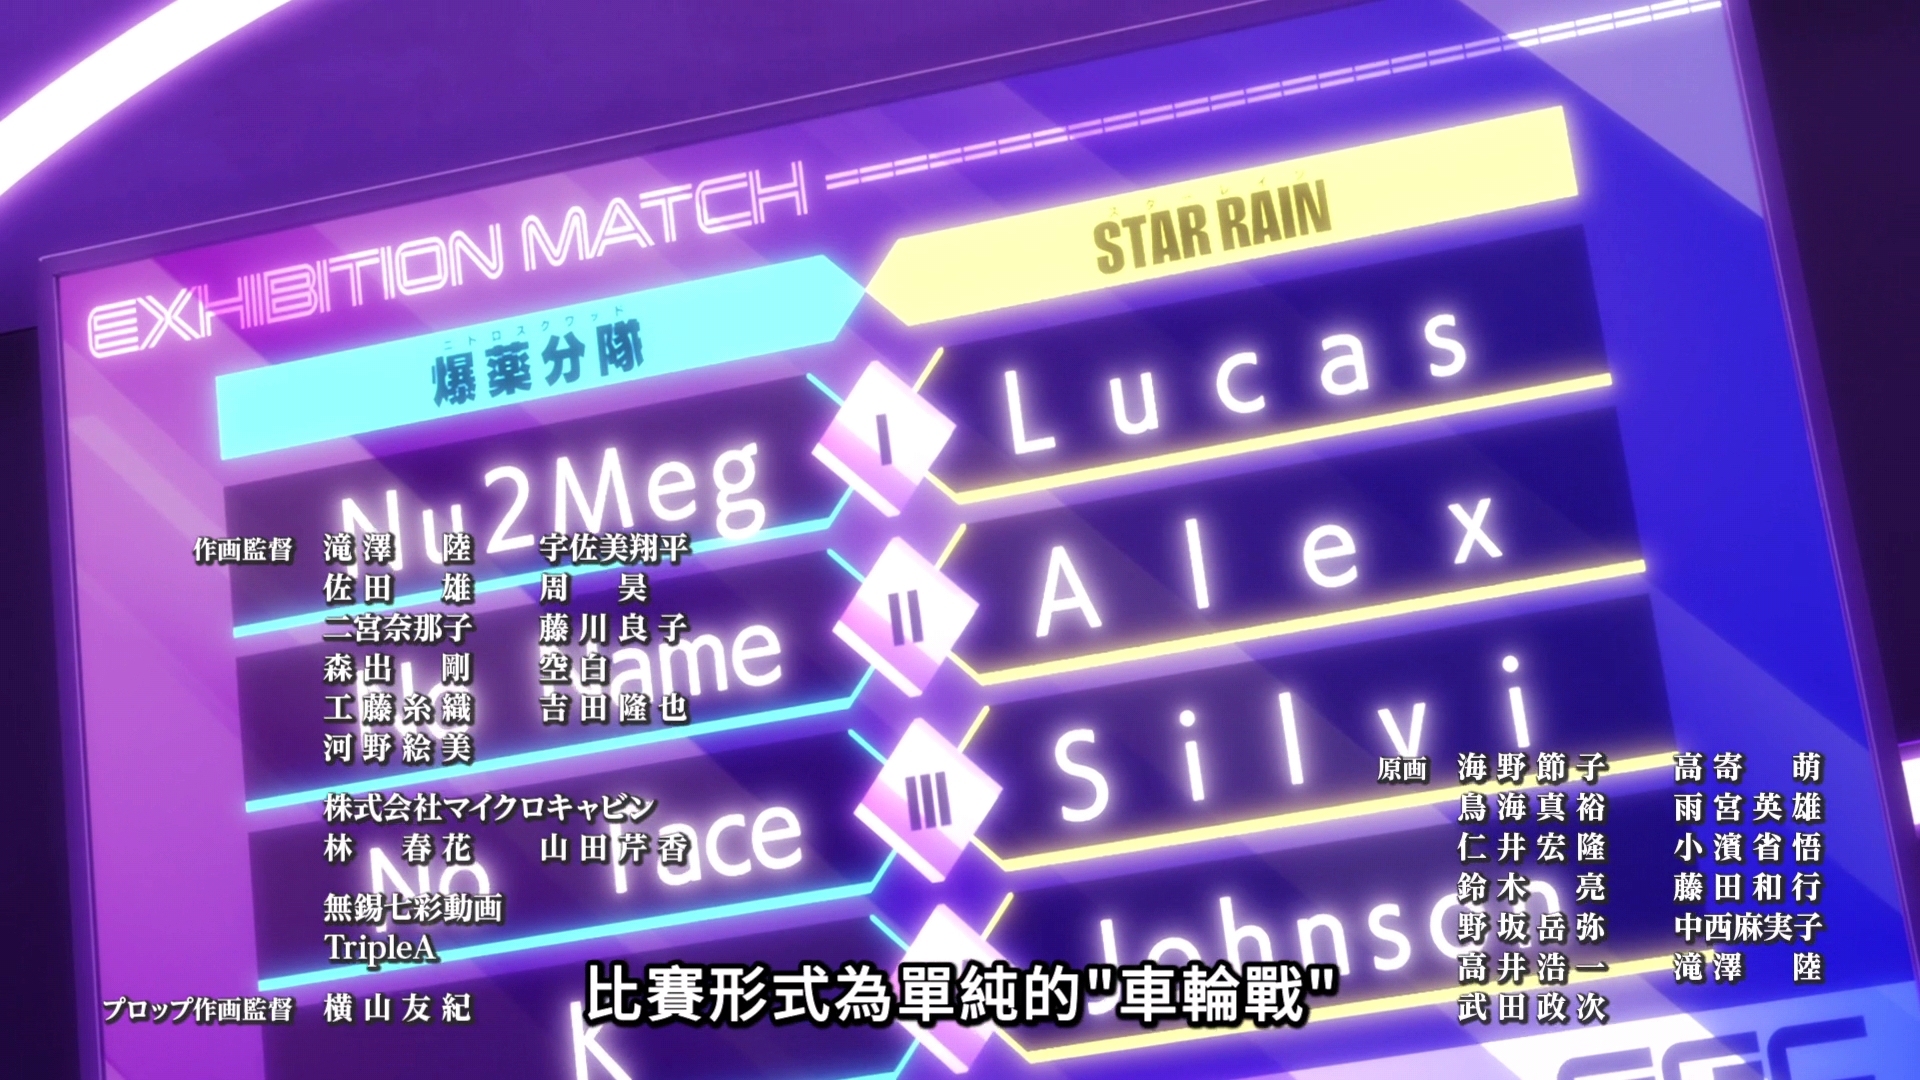 EXHIBITION MATCH
スターレイン
STAR RAIN
ニトロスクワッド
爆薬分隊
Nu2Meg I Lucas
No Name II Alex
No Face III Silvi
K Johnson
作画監督 滝澤 陸 宇佐美翔平
佐田 雄 周 昊
二宮奈那子 藤川良子
森出 剛 空白
工藤糸織 吉田隆也
河野絵美
株式会社マイクロキャビン
林 春花 山田芹香
無錫七彩動画
TripleA
プロップ作画監督 横山友紀
原画 海野節子 高寄 萌
鳥海真裕 雨宮英雄
仁井宏隆 小濱省悟
鈴木 亮 藤田和行
野坂岳弥 中西麻実子
高井浩一 滝澤 陸
武田政次
比賽形式為單純的"車輪戰"